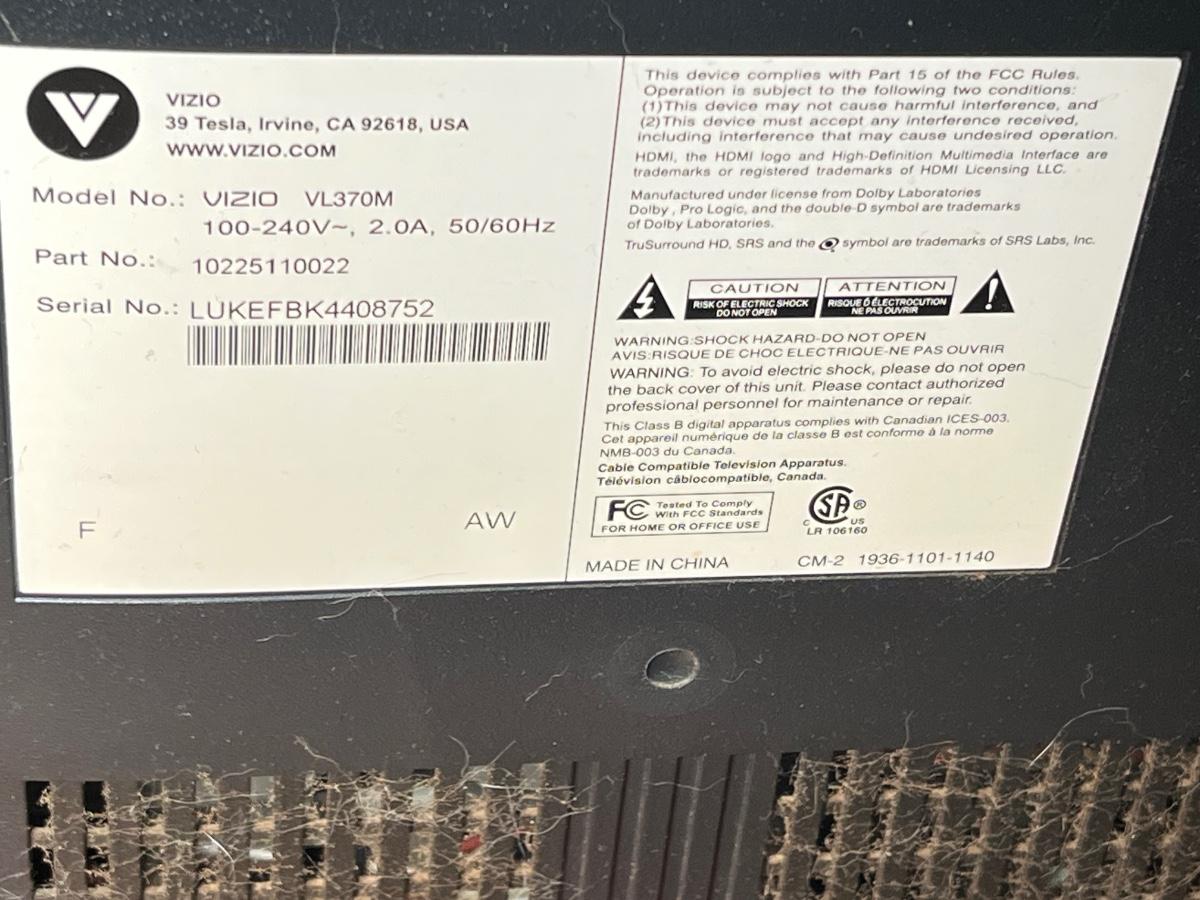 VIZIO
39 Tesla, Irvine, CA 92618, USA
WWW.VIZIO.COM
Model No.: VIZIO VL370M
100-240V~, 2.0A, 50/60Hz
Part No.: 10225110022
Serial No.: LUKEFBK4408752
F
AW
This device complies with Part 15 of the FCC Rules.
Operation is subject to the following two conditions:
(1)This device may not cause harmful interference, and
(2)This device must accept any interference received,
including interference that may cause undesired operation.
HDMI, the HDMI logo and High-Definition Multimedia Interface are
trademarks or registered trademarks of HDMI Licensing LLC.
Manufactured under license from Dolby Laboratories
Dolby, Pro Logic, and the double-D symbol are trademarks
of Dolby Laboratories.
TruSurround HD, SRS and the symbol are trademarks of SRS Labs, Inc.
CAUTION
RISK OF ELECTRIC SHOCK
DO NOT OPEN
ATTENTION
RISQUE D ÉLECTROCUTION
NE PAS OUVRIR
WARNING:SHOCK HAZARD-DO NOT OPEN
AVIS:RISQUE DE CHOC ELECTRIQUE-NE PAS OUVRIR
WARNING: To avoid electric shock, please do not open
the back cover of this unit. Please contact authorized
professional personnel for maintenance or repair.
This Class B digital apparatus complies with Canadian ICES-003.
Cet appareil numérique de la classe B est conforme à la norme
NMB-003 du Canada.
Cable Compatible Television Apparatus.
Télévision câblocompatible, Canada.
FC Tested To Comply
With FCC Standards
FOR HOME OR OFFICE USE
C SA ® US
LR 106160
MADE IN CHINA
CM-2 1936-1101-1140